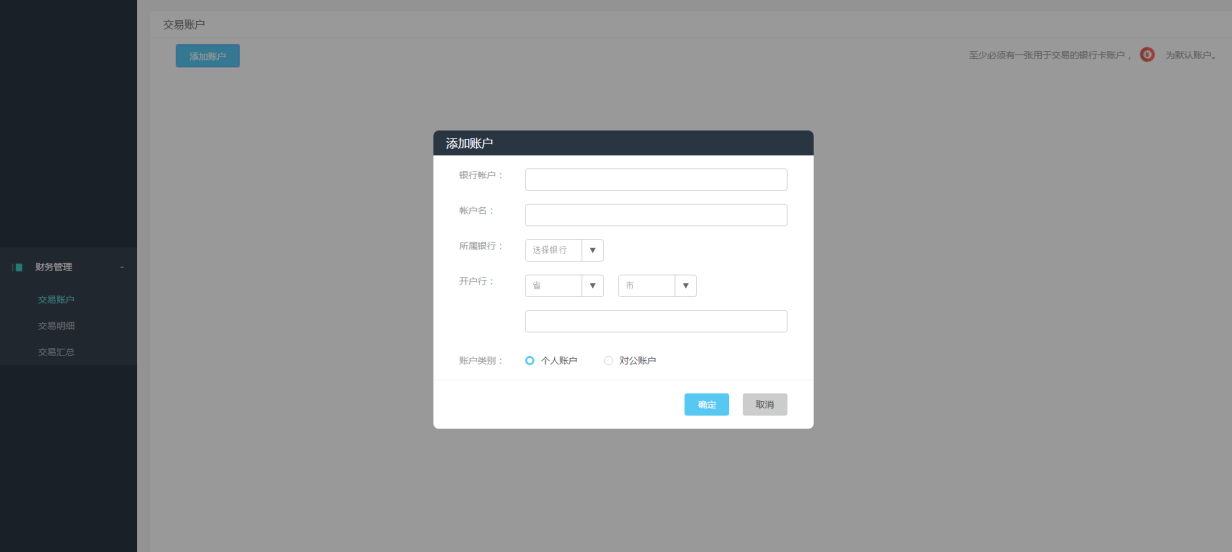 交易账户
添加账户
至少必须有一张用于交易的银行卡账户， 为默认账户。
添加账户
银行帐户：
帐户名：
所属银行： 选择银行
开户行： 省 市
账户类别： 个人账户 对公账户
确定 取消
财务管理
交易账户
交易明细
交易汇总